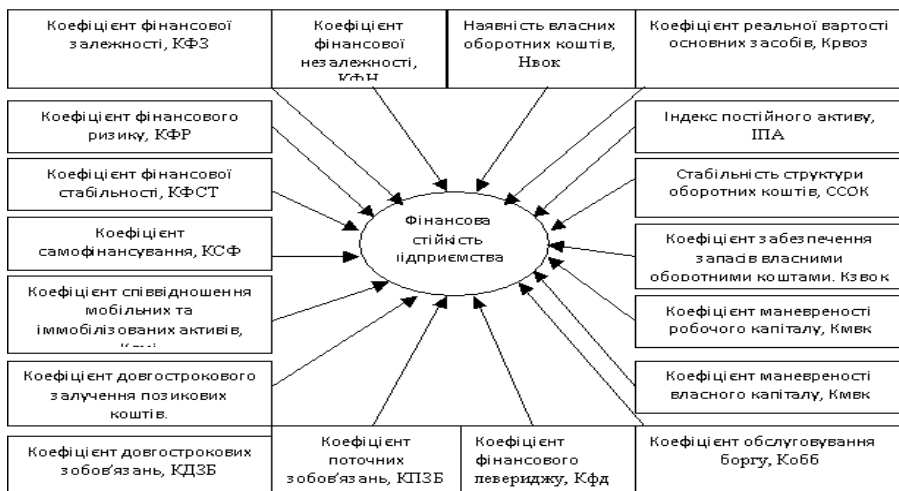 Коефіцієнт фінансової
залежності, КФЗ
Коефіцієнт
фінансової
незалежності,
КФН
Наявність власних
оборотних коштів,
Нвок
Коефіцієнт реальної вартості
основних засобів, Крвоз
Коефіцієнт фінансового
ризику, КФР
Індекс постійного активу,
ІПА
Коефіцієнт фінансової
стабільності, КФСТ
Стабільність структури
оборотних коштів, ССОК
Фінансова
стійкість
підприємства
Коефіцієнт
самофінансування, КСФ
Коефіцієнт забезпечення
запасів власними
оборотними коштами. Кзвок
Коефіцієнт співвідношення
мобільних та
іммобілізованих активів,
Коефіцієнт маневреності
робочого капіталу, Кмвк
Коефіцієнт довгострокового
залучення позикових
коштів.
Коефіцієнт маневреності
власного капіталу, Кмвк
Коефіцієнт довгострокових
зобов'язань, КДЗБ
Коефіцієнт
поточних
зобов'язань, КПЗБ
Коефіцієнт
фінансового
левериджу, Кфд
Коефіцієнт обслуговування
боргу, Кобб